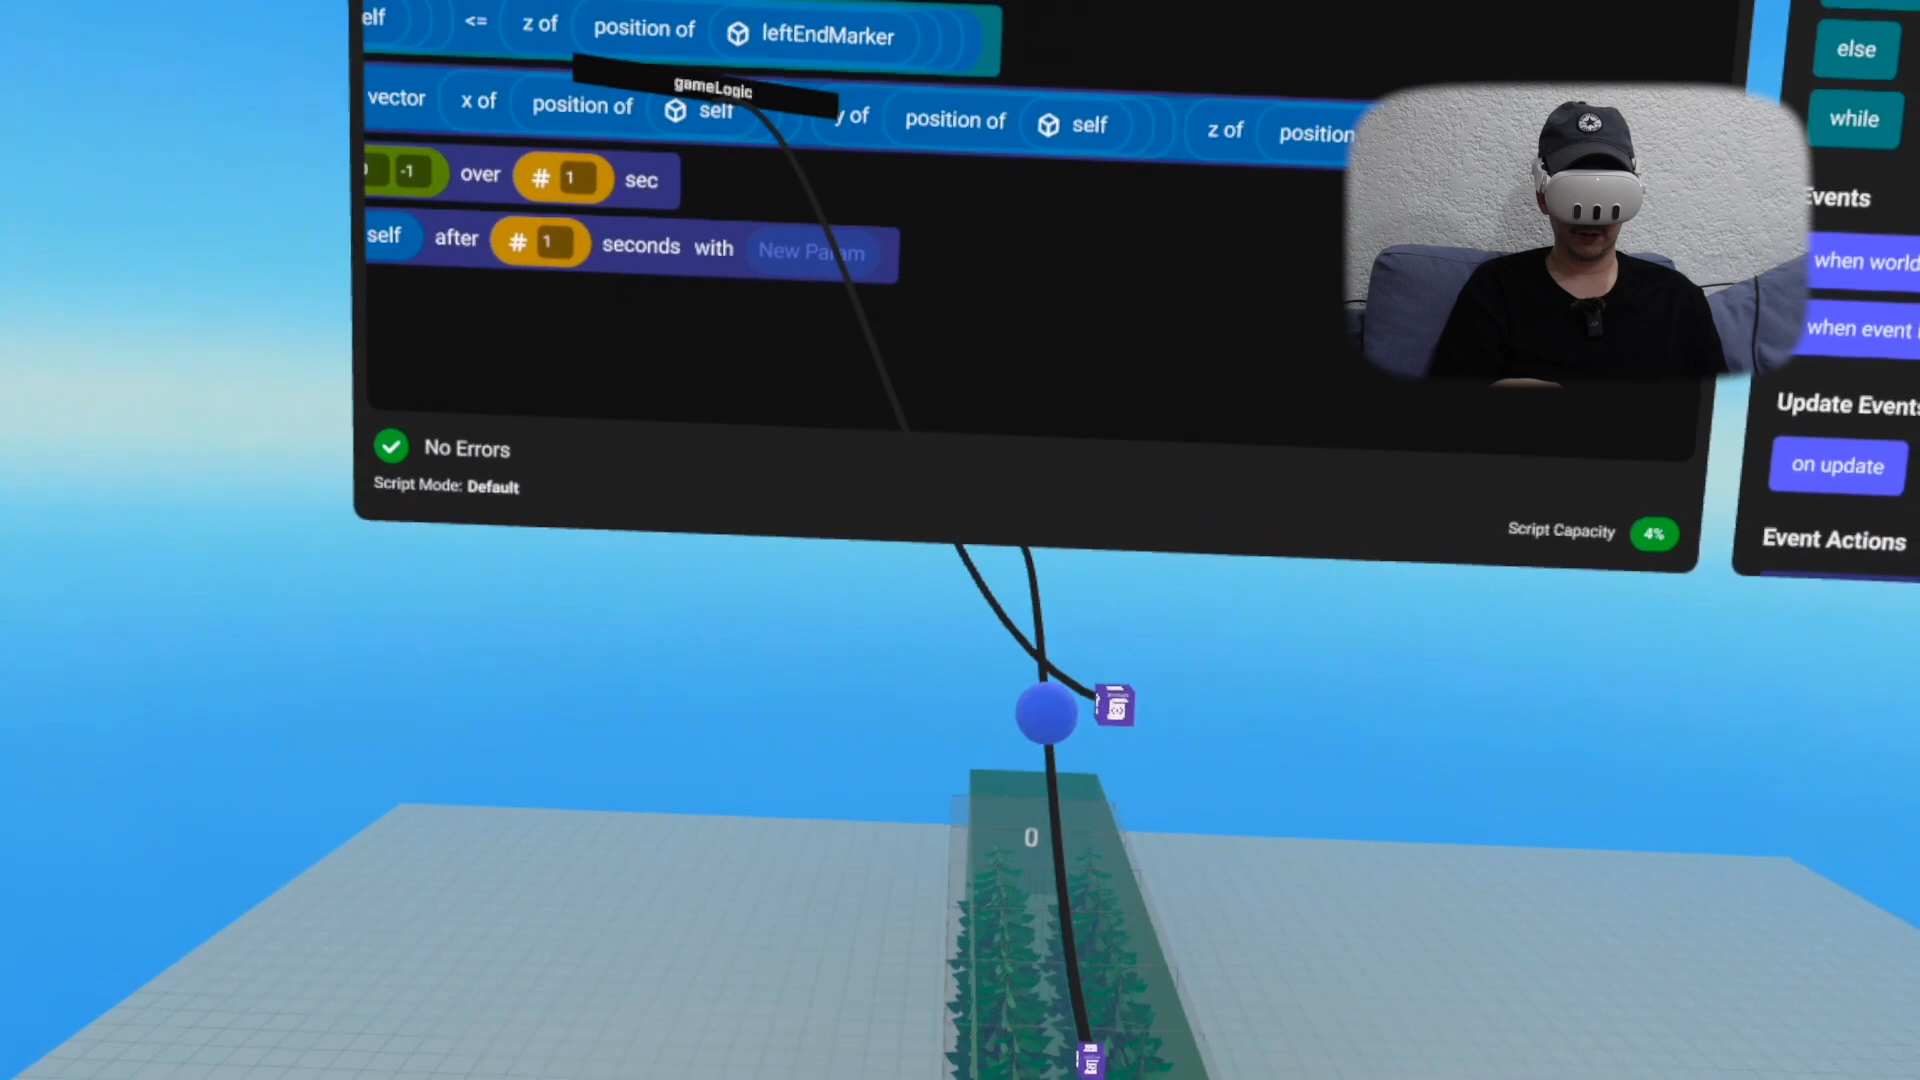 elf <= z of position of leftEndMarker
gameLogic
vector x of position of self y of position of self z of position
-1 over # 1 sec
self after # 1 seconds with New Param
No Errors
Script Mode: Default
Script Capacity 4%
else
while
Events
when world
when event
Update Events
on update
Event Actions
0